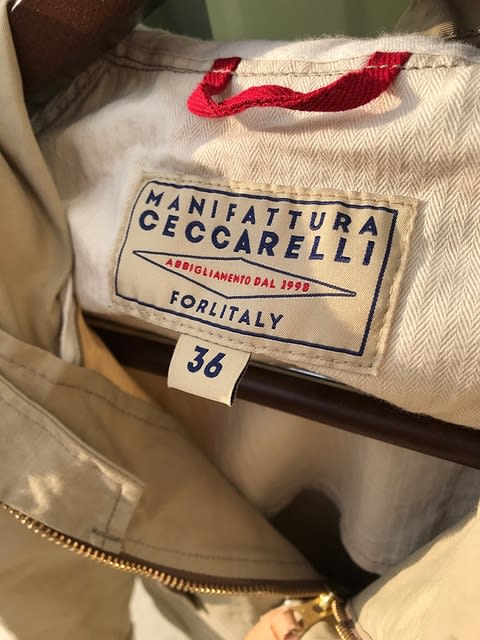 MANIFATTURA
CECCARELLI
ABBIGLIAMENTO DAL 1998
FORLITALY
36